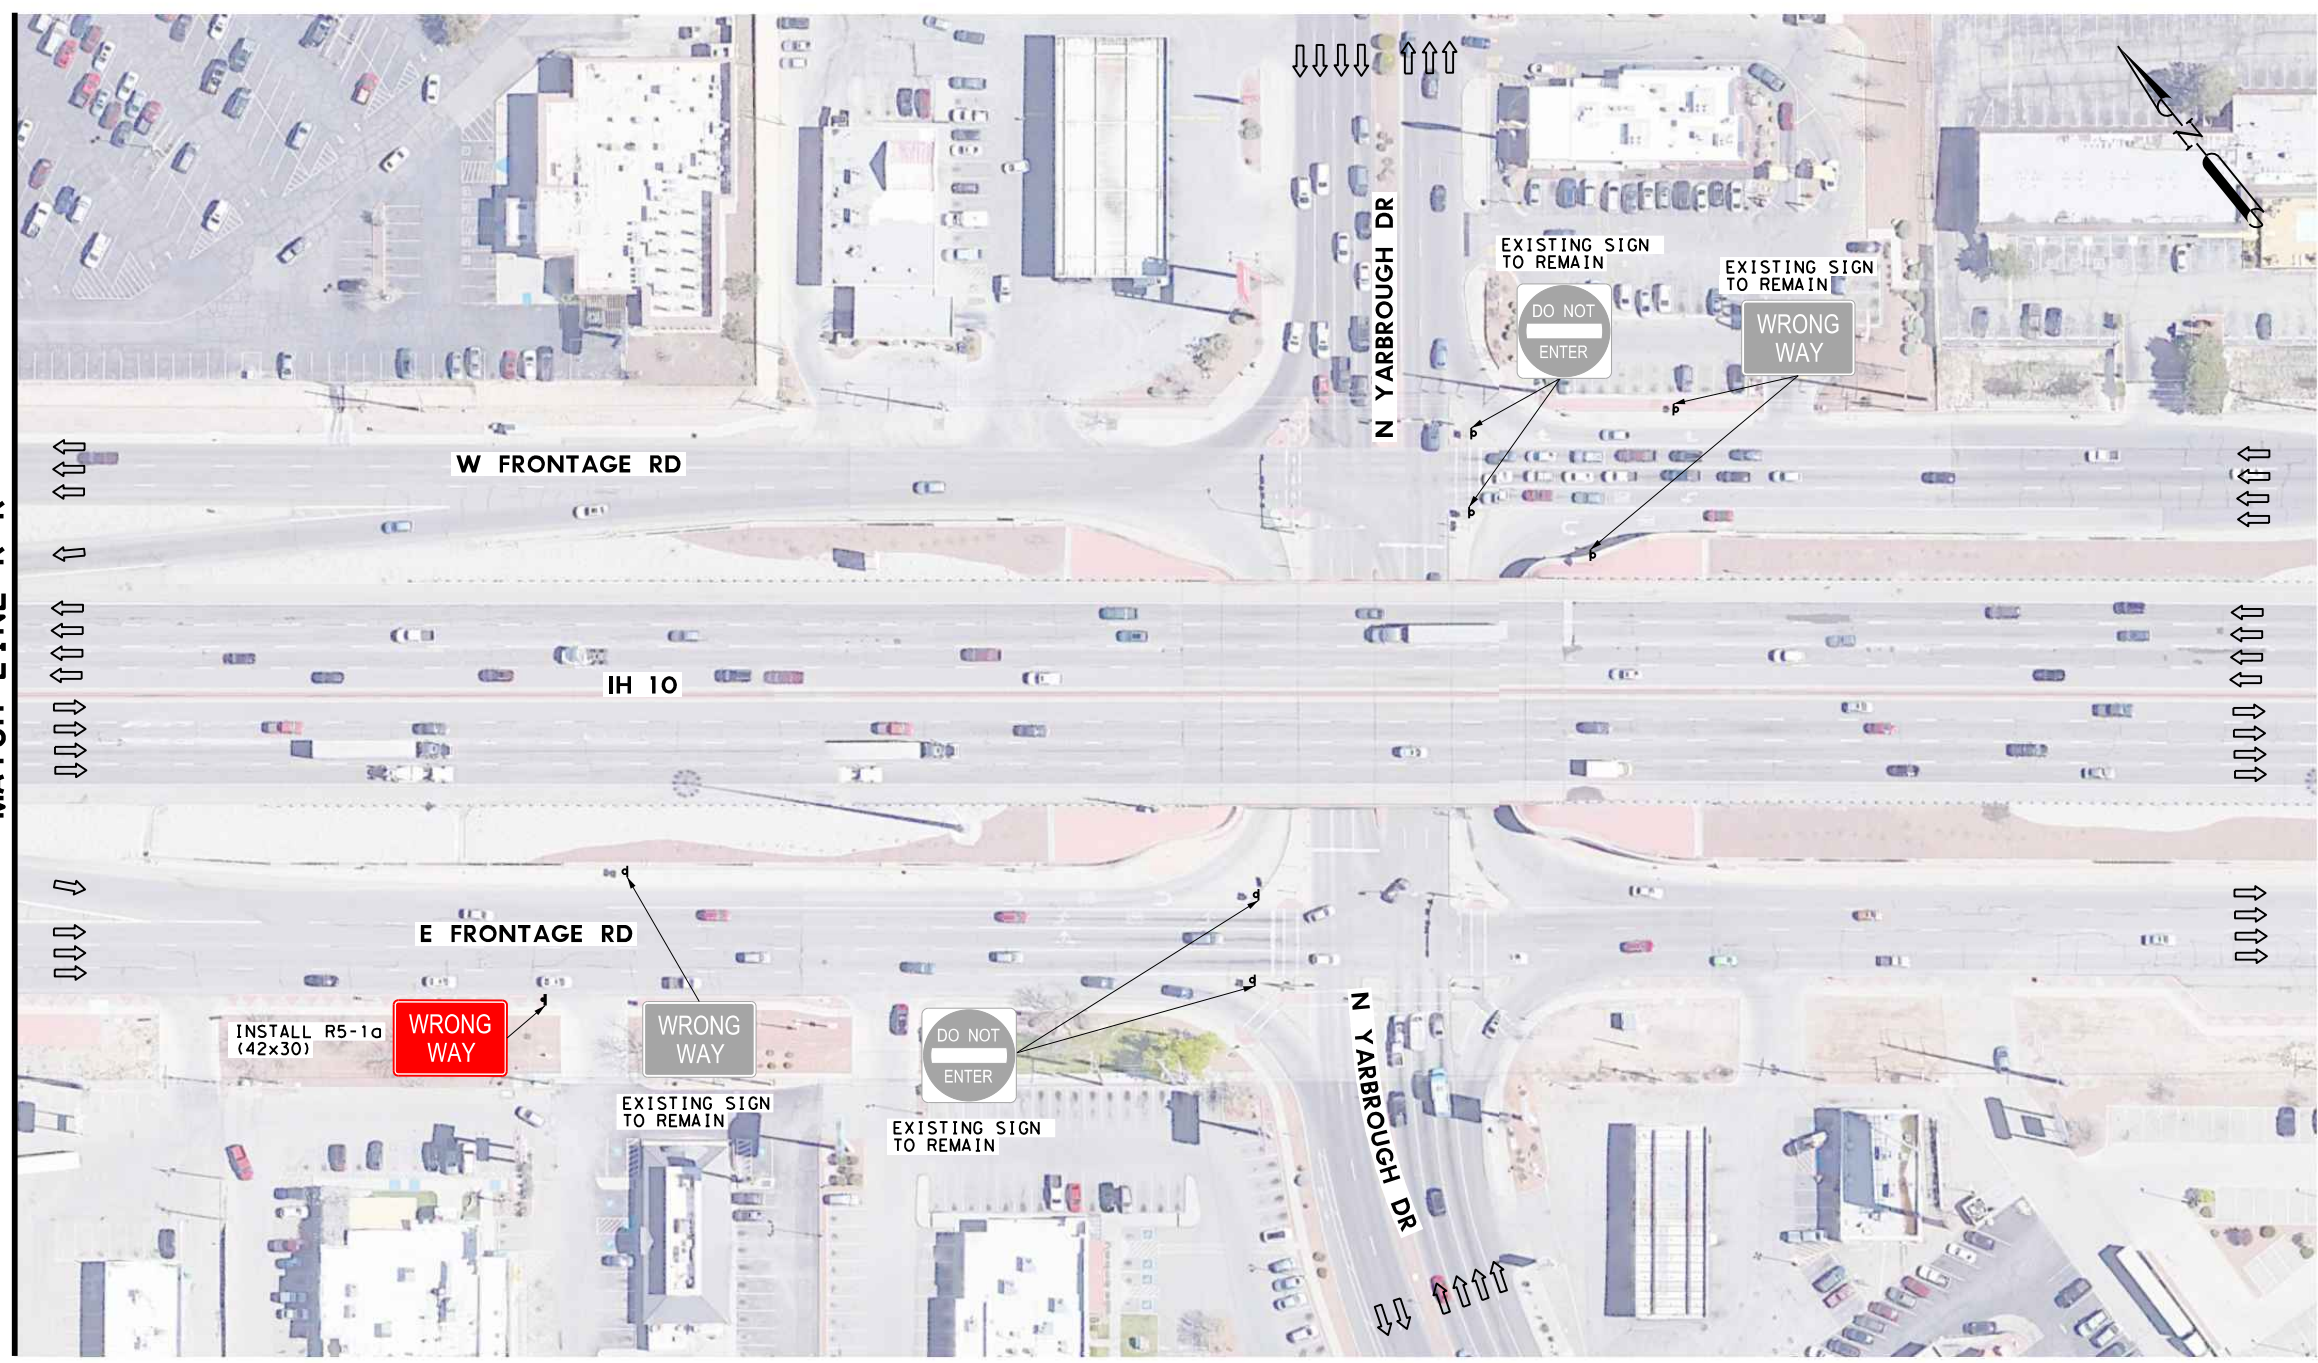 N YARBROUGH DR
N
EXISTING SIGN
TO REMAIN
EXISTING SIGN
TO REMAIN
DO NOT
ENTER
WRONG
WAY
W FRONTAGE RD
IH 10
E FRONTAGE RD
INSTALL R5-1a
(42x30)
WRONG
WAY
WRONG
WAY
EXISTING SIGN
TO REMAIN
DO NOT
ENTER
EXISTING SIGN
TO REMAIN
N YARBROUGH DR